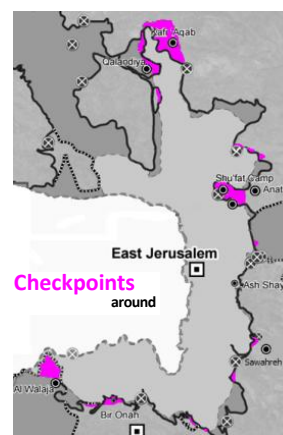 Kafr 'Aqab
Qalandiya
Shu'fat Camp
Anat
East Jerusalem
Checkpoints
Ash Shay
around
Sawahreh
Al Walaja
Bir Onah